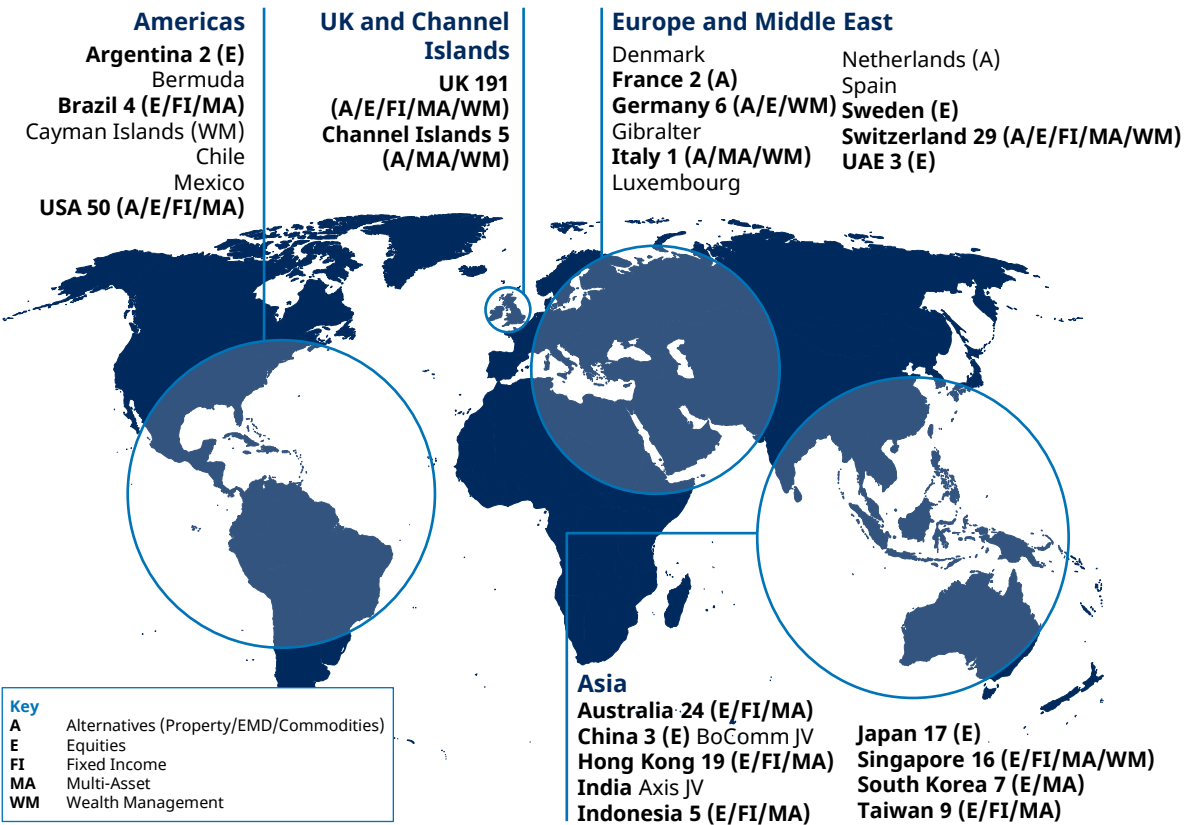 Americas
Argentina 2 (E)
Bermuda
Brazil 4 (E/FI/MA)
Cayman Islands (WM)
Chile
Mexico
USA 50 (A/E/FI/MA)
UK and Channel
Islands
UK 191
(A/E/FI/MA/WM)
Channel Islands 5
(A/MA/WM)
Europe and Middle East
Denmark
France 2 (A)
Germany 6 (A/E/WM)
Gibralter
Italy 1 (A/MA/WM)
Luxembourg
Netherlands (A)
Spain
Sweden (E)
Switzerland 29 (A/E/FI/MA/WM)
UAE 3 (E)
Key
A Alternatives (Property/EMD/Commodities)
E Equities
FI Fixed Income
MA Multi-Asset
WM Wealth Management
Asia
Australia 24 (E/FI/MA)
China 3 (E) BoComm JV
Hong Kong 19 (E/FI/MA)
India Axis JV
Indonesia 5 (E/FI/MA)
Japan 17 (E)
Singapore 16 (E/FI/MA/WM)
South Korea 7 (E/MA)
Taiwan 9 (E/FI/MA)